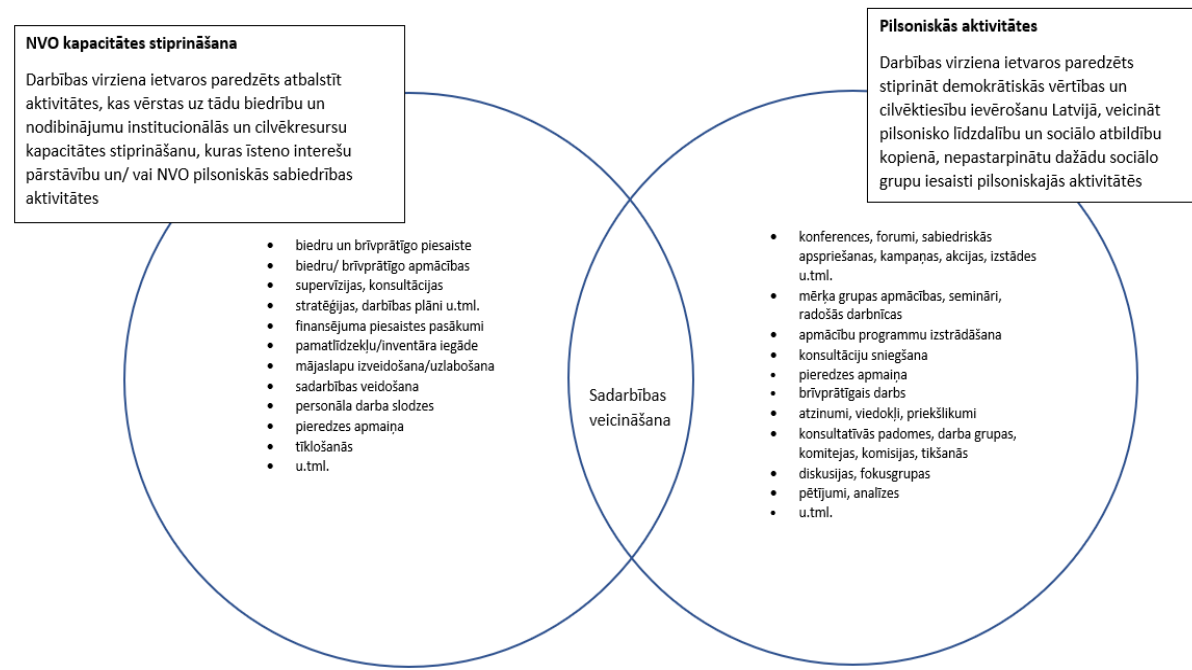 NVO kapacitātes stiprināšana
Darbības virziena ietvaros paredzēts atbalstīt
aktivitātes, kas vērstas uz tādu biedrību un
nodibinājumu institucionālās un cilvēkresursu
kapacitātes stiprināšanu, kuras īsteno interešu
pārstāvību un/ vai NVO pilsoniskās sabiedrības
aktivitātes
• biedru un brīvprātīgo piesaiste
• biedru/ brīvprātīgo apmācības
• supervīzijas, konsultācijas
• stratēģijas, darbības plāni u.tml.
• finansējuma piesaistes pasākumi
• pamatlīdzekļu/inventāra iegāde
• mājaslapu izveidošana/uzlabošana
• sadarbības veidošana
• personāla darba slodzes
• pieredzes apmaiņa
• tīklošanās
• u.tml.
Sadarbības
veicināšana
Pilsoniskās aktivitātes
Darbības virziena ietvaros paredzēts
stiprināt demokrātiskās vērtības un
cilvēktiesību ievērošanu Latvijā, veicināt
pilsonisko līdzdalību un sociālo atbildību
kopienā, nepastarpinātu dažādu sociālo
grupu iesaisti pilsoniskajās aktivitātēs
• konferences, forumi, sabiedriskās
apspriešanas, kampaņas, akcijas, izstādes
u.tml.
• mērķa grupas apmācības, semināri,
radošās darbnīcas
• apmācību programmu izstrādāšana
• konsultāciju sniegšana
• pieredzes apmaiņa
• brīvprātīgais darbs
• atzinumi, viedokļi, priekšlikumi
• konsultatīvās padomes, darba grupas,
komitejas, komisijas, tikšanās
• diskusijas, fokusgrupas
• pētījumi, analīzes
• u.tml.